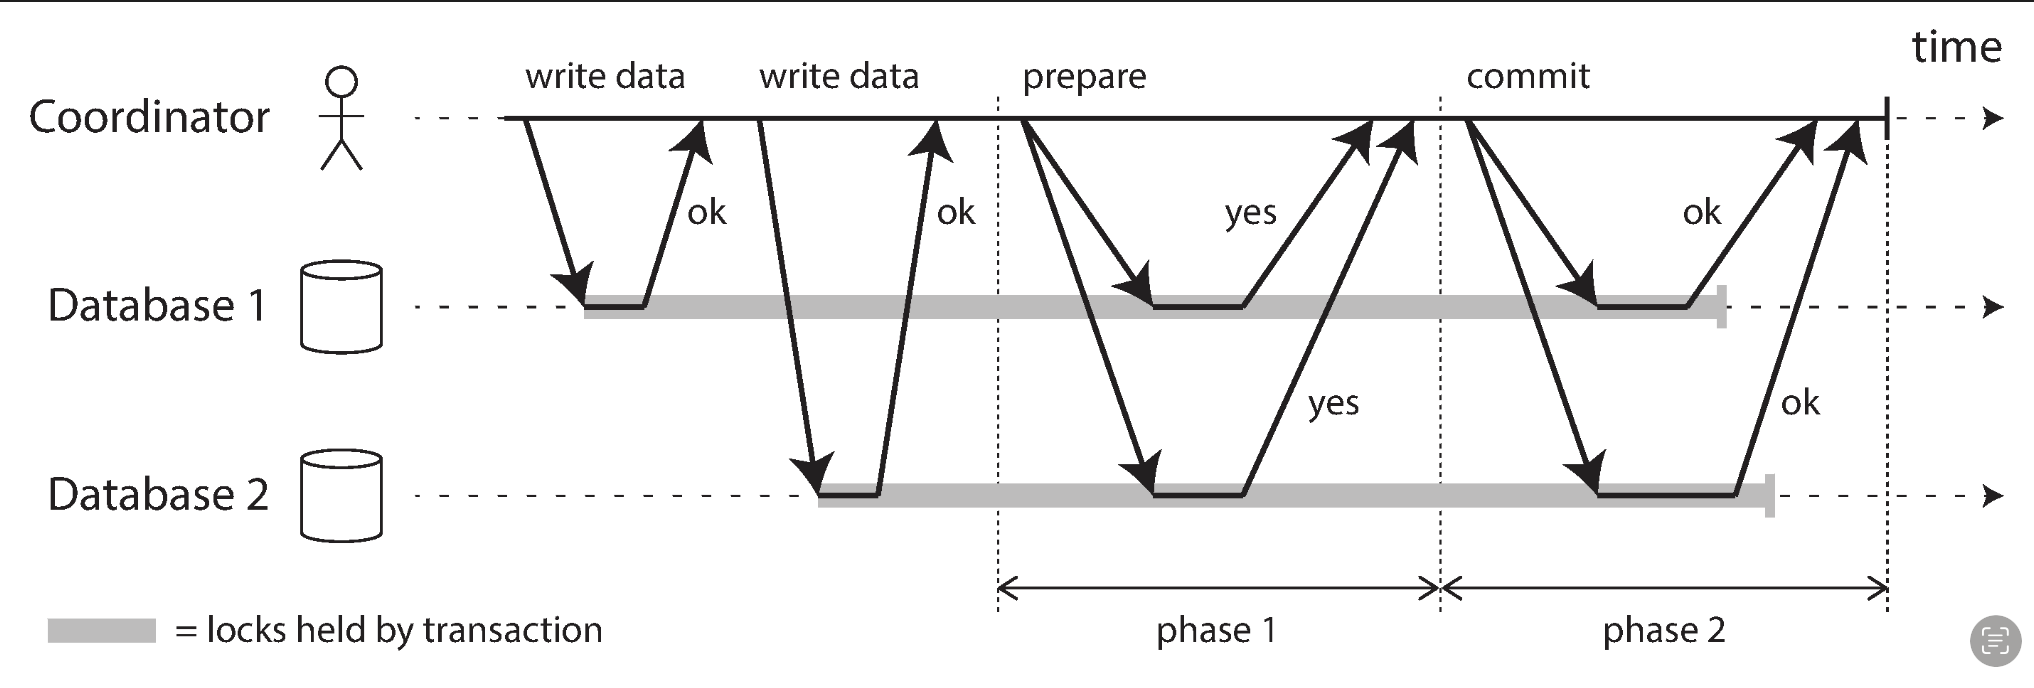 time
write data
write data
prepare
commit
Coordinator
ok
ok
yes
ok
Database 1
yes
ok
Database 2
= locks held by transaction
phase 1
phase 2